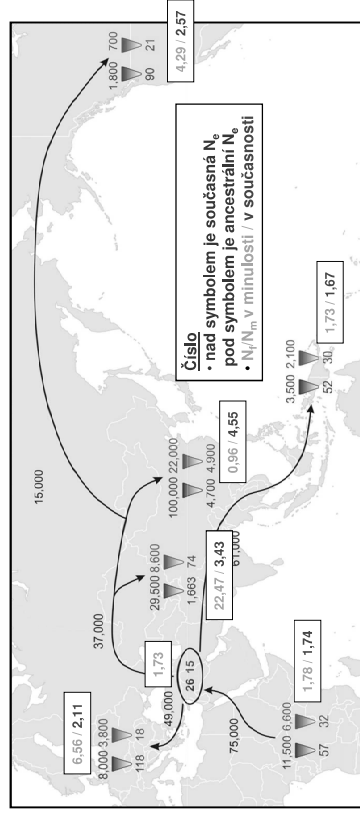 6,56 / 2,11
8,000 3,800
118 18
37,000
15,000
1,800 700
90 21
4,29 / 2,57
49,000
1,73
26 15
29,500 8,600
1,663 74
22,47 / 3,43
100,000 22,000
4,700 4,900
0,96 / 4,55
61,000
75,000
11,500 6,600
57 32
1,78 / 1,74
3,500 2,100
52 30
1,73 / 1,67
Číslo
• nad symbolem je současná Ne
pod symbolem je ancestrální Ne
• Nf/Nm v minulosti / v současnosti